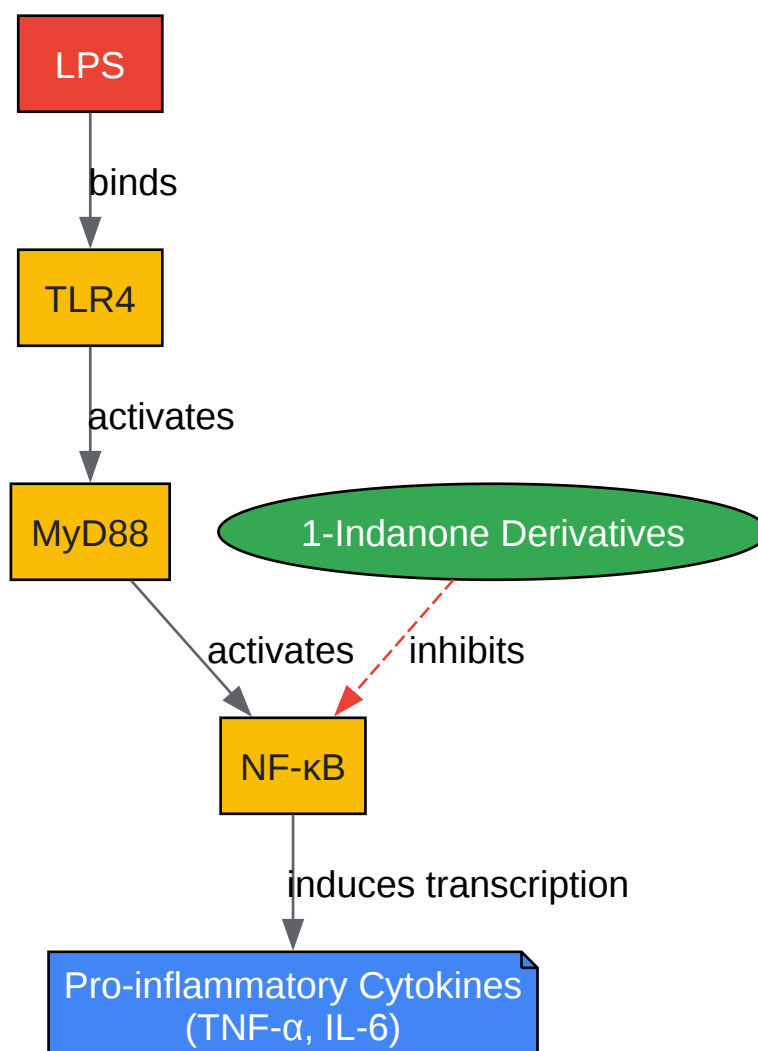 LPS
binds
TLR4
activates
MyD88
1-Indanone Derivatives
activates
inhibits
NF-κB
induces transcription
Pro-inflammatory Cytokines
(TNF-α, IL-6)